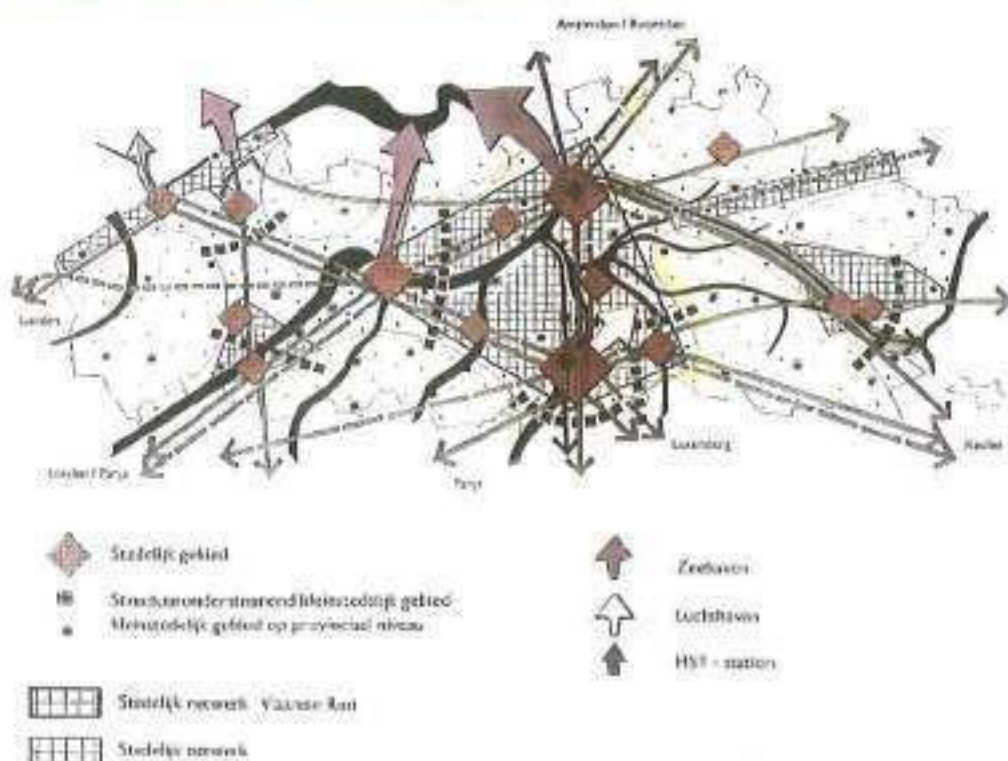 Amsterdam / Rotterdam
Londen
Londen / Parijs
Parijs
Luxemburg
Keulen
Stedelijk gebied
Structuurondersteunend kleinstedelijk gebied
kleinstedelijk gebied op provinciaal niveau
Stedelijk netwerk Vlaamse Ruit
Stedelijk netwerk
Zeehaven
Luchthaven
HST - station